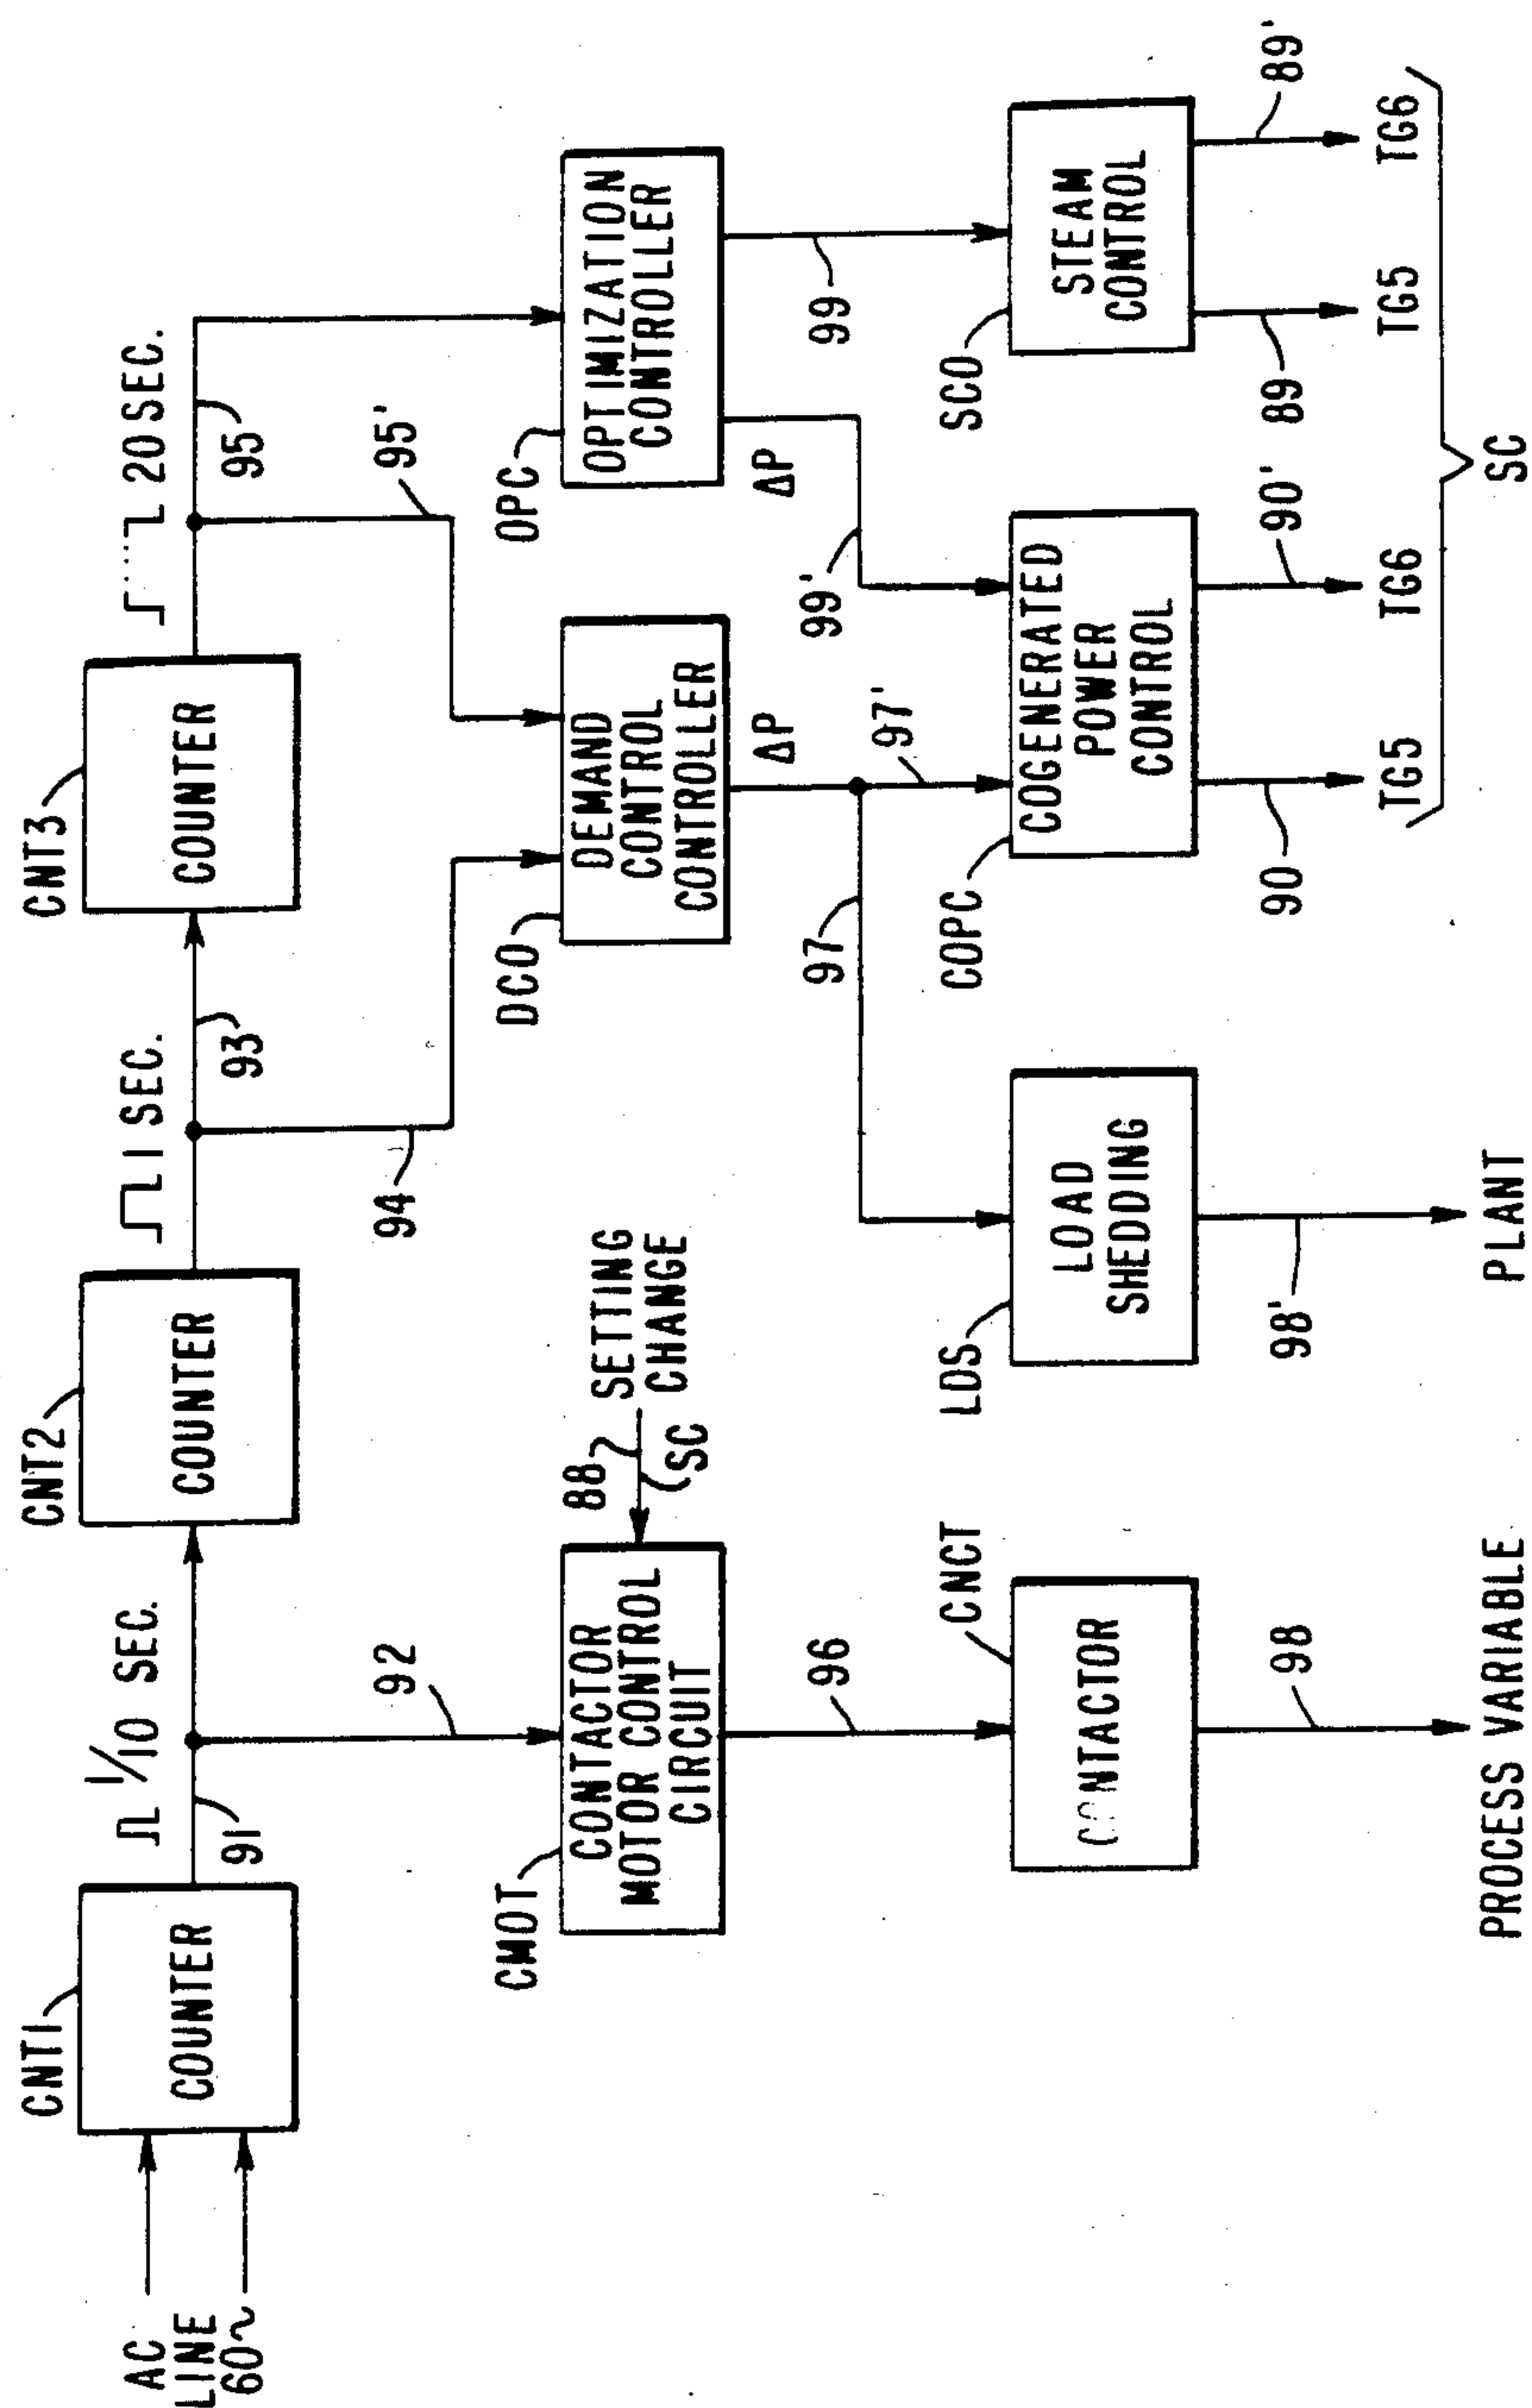 CNT1
CNT2
CNT3
AC
LINE
60~
COUNTER
1/10 SEC.
91
COUNTER
1 SEC.
93
COUNTER
20 SEC.
95
92
94
95'
CMOT
CONTACTOR
MOTOR CONTROL
CIRCUIT
88
SC
SETTING
CHANGE
DCO
DEMAND
CONTROL
CONTROLLER
OPC
OPTIMIZATION
CONTROLLER
ΔP
ΔP
96
97
97'
99'
99
CNCT
CONTACTOR
LDS
LOAD
SHEDDING
COPC
COGENERATED
POWER
CONTROL
SCO
STEAM
CONTROL
98
98'
90
90'
89
89'
TG5
TG6
TG5
TG6
PROCESS VARIABLE
PLANT
SC